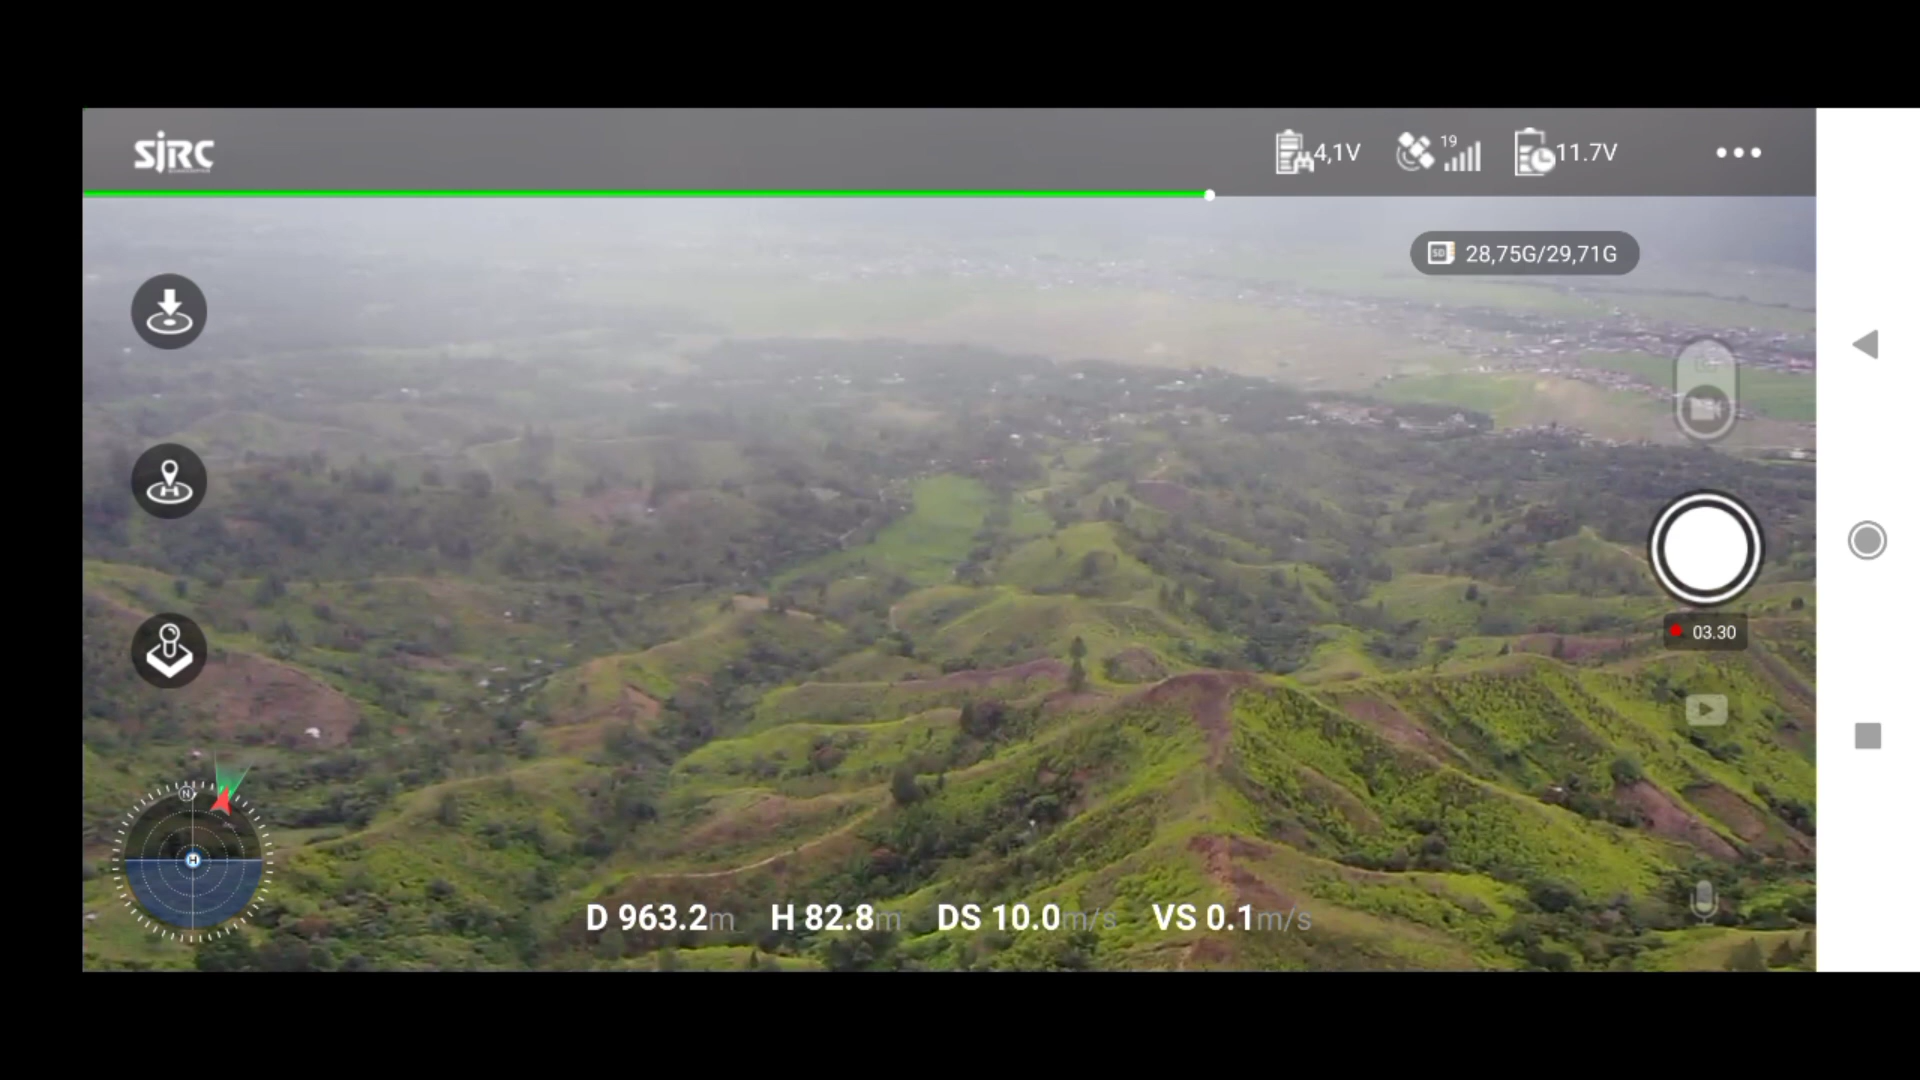 SJRC
4,1V
19
11.7V
28,75G/29,71G
03.30
N
H
D 963.2m H 82.8m DS 10.0m/s VS 0.1m/s